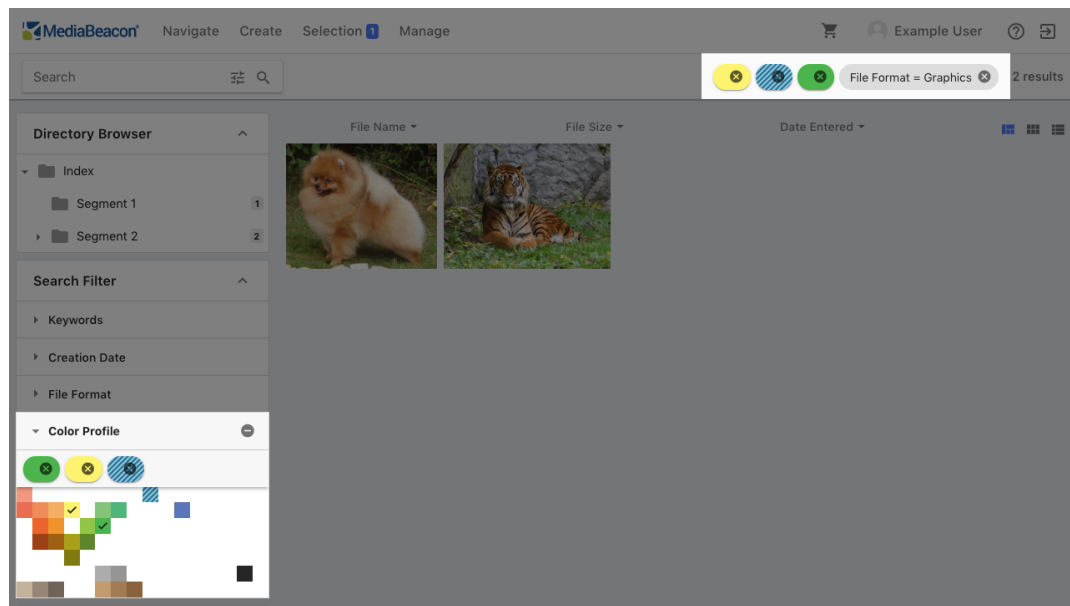 MediaBeacon® Navigate Create Selection 1 Manage Example User
Search File Format = Graphics 2 results
Directory Browser
File Name File Size Date Entered
Index
Segment 1 1
Segment 2 2
Search Filter
Keywords
Creation Date
File Format
Color Profile